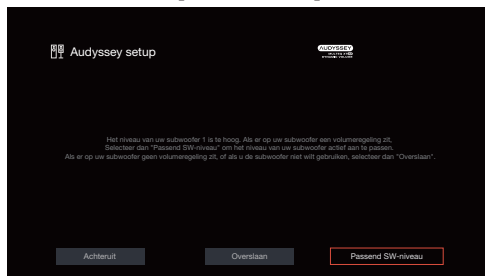 Audyssey setup
AUDYSSEY
DYNAMIC VOLUME
Het niveau van uw subwoofer 1 is te hoog. Als er op uw subwoofer een volumeregeling zit,
Selecteer dan "Passend SW-niveau" om het niveau van uw subwoofer actief aan te passen.
Als er op uw subwoofer geen volumeregeling zit, of als u de subwoofer niet wilt gebruiken, selecteer dan "Overslaan".
Achteruit
Overslaan
Passend SW-niveau